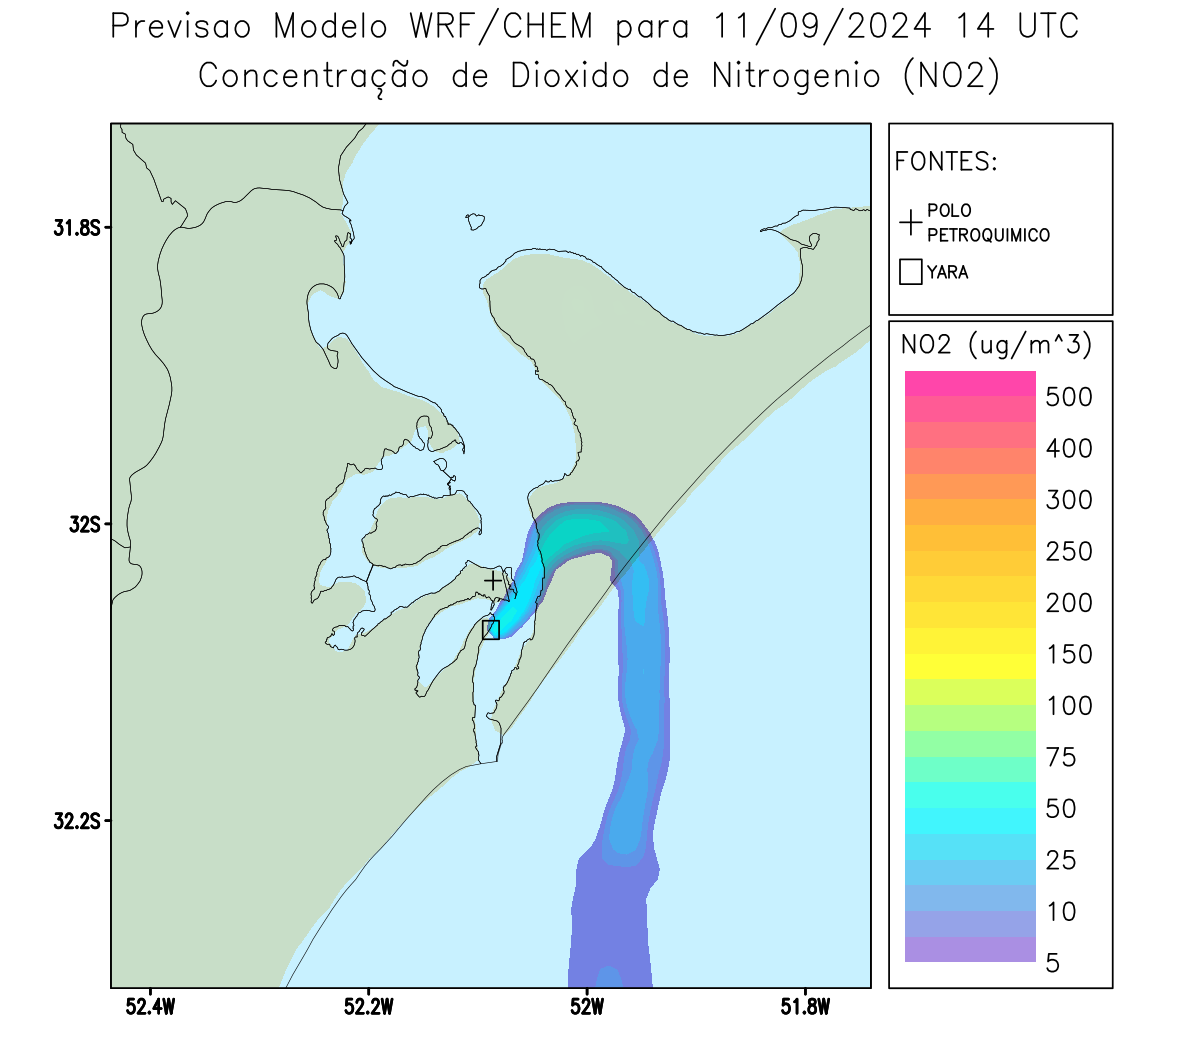 Previsao Modelo WRF/CHEM para 11/09/2024 14 UTC
Concentração de Dioxido de Nitrogenio (NO2)
FONTES:
POLO
PETROQUIMICO
YARA
NO2 (ug/m^3)
500
400
300
250
200
150
100
75
50
25
10
5
31.8S
32S
32.2S
52.4W
52.2W
52W
51.8W